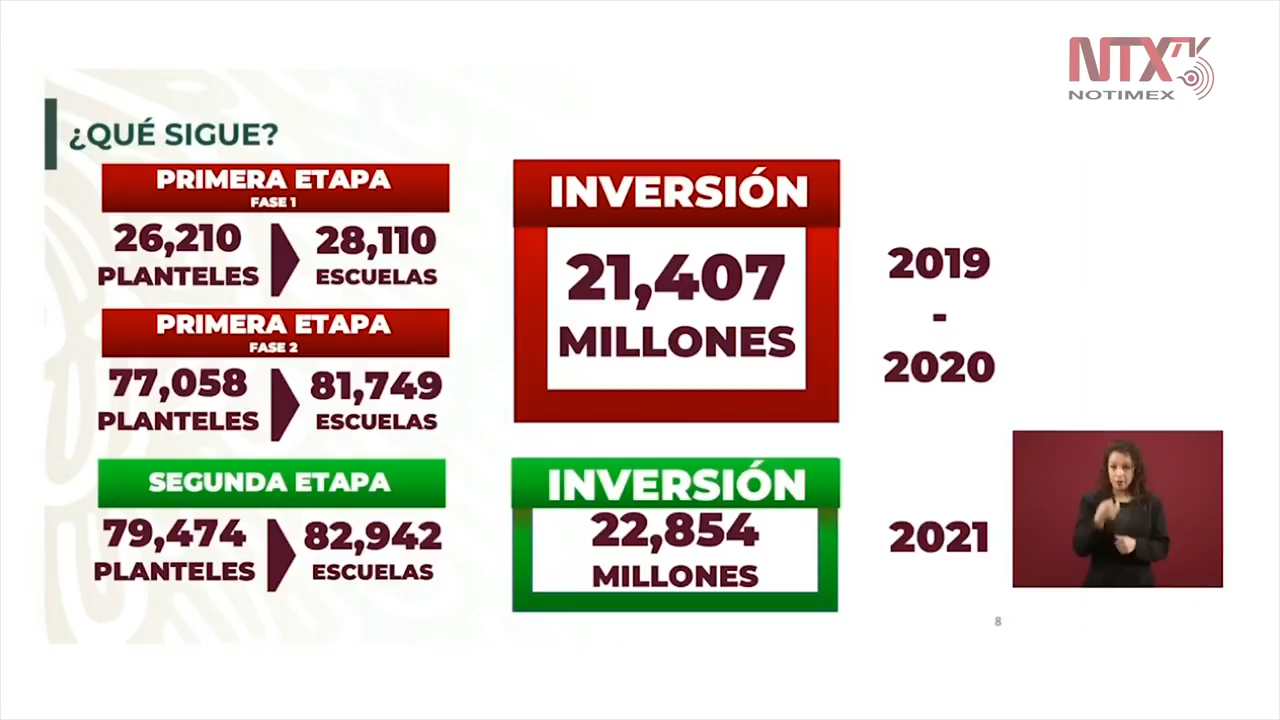 NTXTV
NOTIMEX
¿QUÉ SIGUE?
PRIMERA ETAPA
FASE 1
26,210
PLANTELES
28,110
ESCUELAS
PRIMERA ETAPA
FASE 2
77,058
PLANTELES
81,749
ESCUELAS
INVERSIÓN
21,407
MILLONES
2019
-
2020
SEGUNDA ETAPA
79,474
PLANTELES
82,942
ESCUELAS
INVERSIÓN
22,854
MILLONES
2021
8